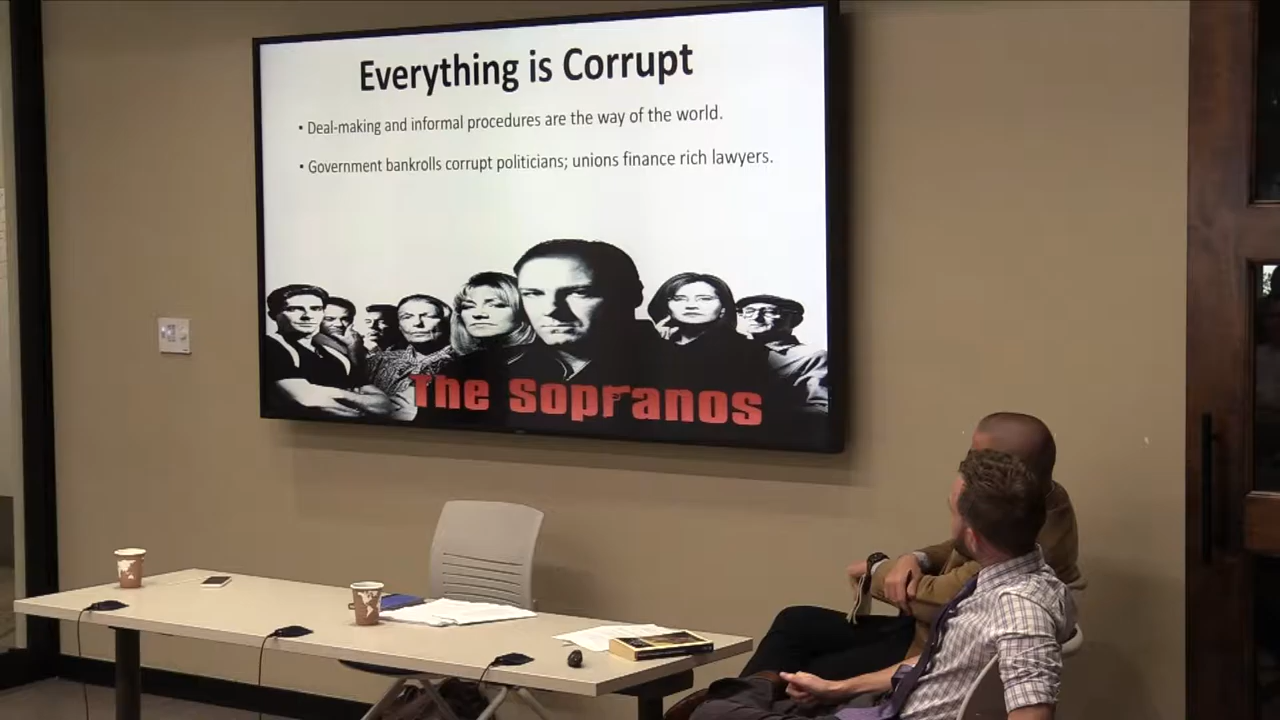 Everything is Corrupt
• Deal-making and informal procedures are the way of the world.
• Government bankrolls corrupt politicians; unions finance rich lawyers.
The Sopranos